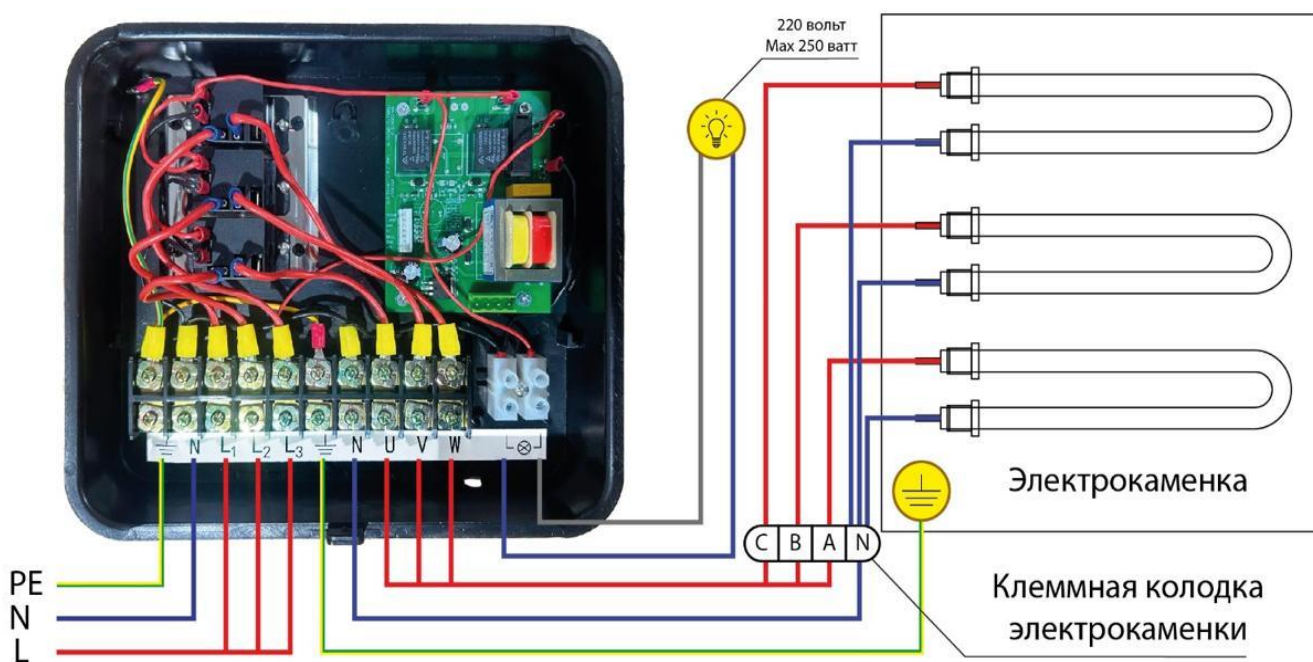 220 вольт
Max 250 ватт
N L1 L2 L3 N U V W
C B A N
Электрокаменка
Клеммная колодка
электрокаменки
PE
N
L